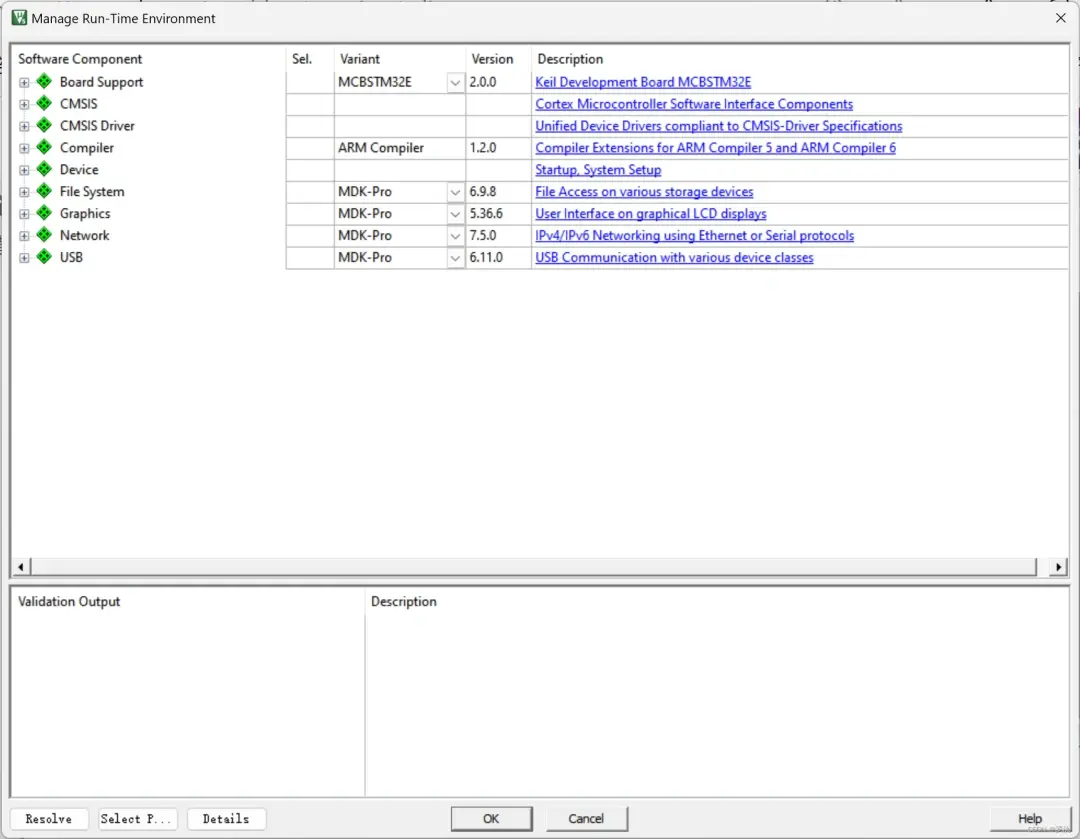 Manage Run-Time Environment
Software Component Sel. Variant Version Description
Board Support MCBSTM32E 2.0.0 Keil Development Board MCBSTM32E
CMSIS Cortex Microcontroller Software Interface Components
CMSIS Driver Unified Device Drivers compliant to CMSIS-Driver Specifications
Compiler ARM Compiler 1.2.0 Compiler Extensions for ARM Compiler 5 and ARM Compiler 6
Device Startup, System Setup
File System MDK-Pro 6.9.8 File Access on various storage devices
Graphics MDK-Pro 5.36.6 User Interface on graphical LCD displays
Network MDK-Pro 7.5.0 IPv4/IPv6 Networking using Ethernet or Serial protocols
USB MDK-Pro 6.11.0 USB Communication with various device classes
Validation Output Description
Resolve Select P... Details OK Cancel Help